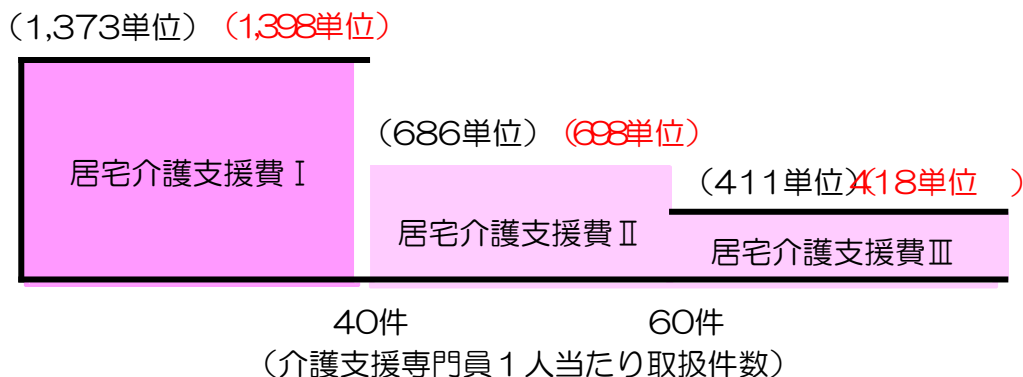 （1,373単位）（1,398単位）
（686単位）（698単位）
居宅介護支援費Ⅰ
（411単位）（418単位　）
居宅介護支援費Ⅱ
居宅介護支援費Ⅲ
40件
60件
（介護支援専門員１人当たり取扱件数）